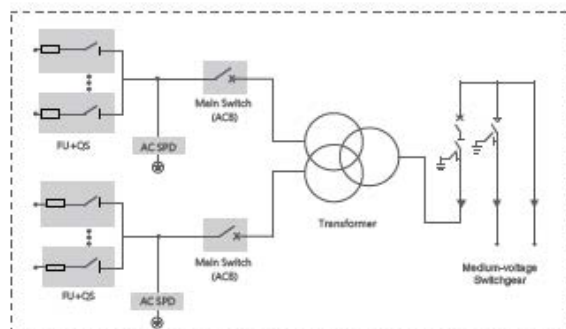 FU+QS
AC SPD
Main Switch
(ACB)
Transformer
FU+QS
AC SPD
Main Switch
(ACB)
Medium-voltage
Switchgear